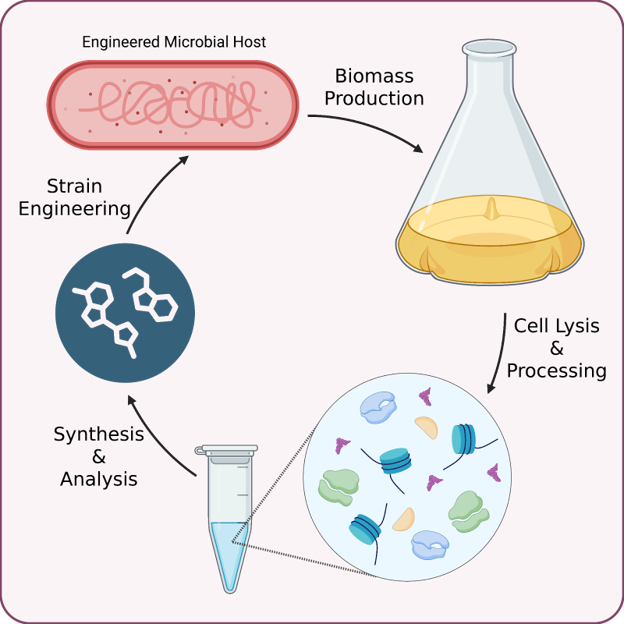 Engineered Microbial Host
Biomass
Production
Strain
Engineering
Cell Lysis
&
Processing
Synthesis
&
Analysis